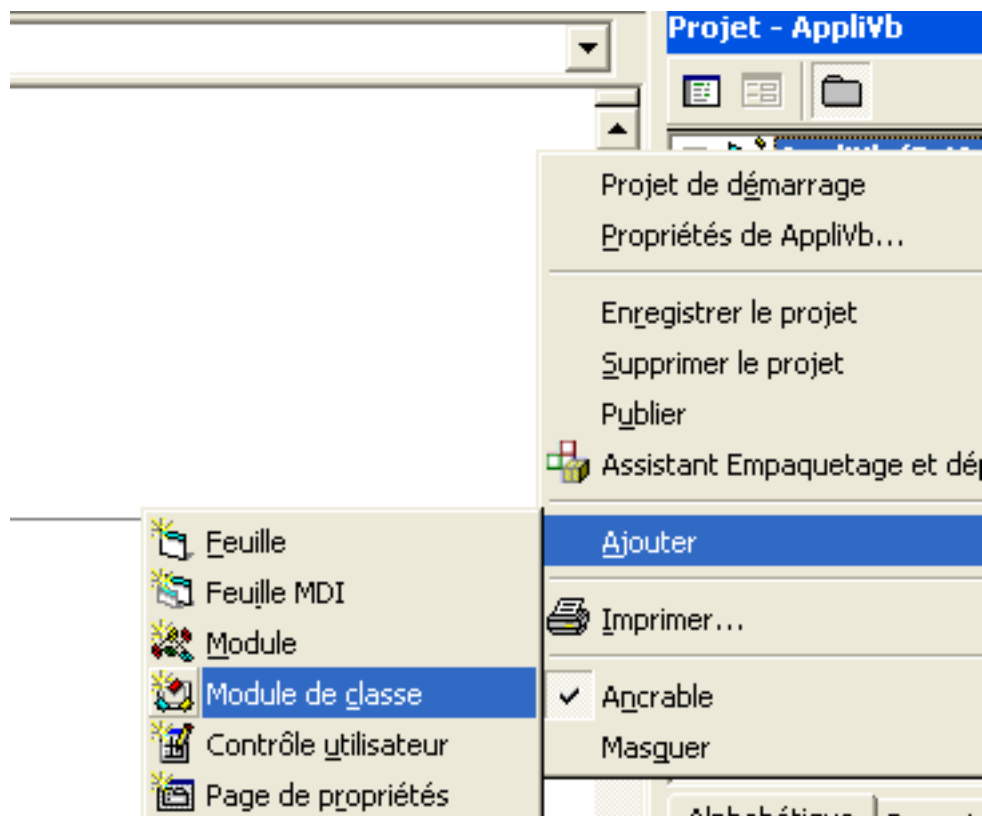 Projet - AppliVb
Projet de démarrage
Propriétés de AppliVb...
Enregistrer le projet
Supprimer le projet
Publier
Assistant Empaquetage et
Ajouter
Imprimer...
Ancrable
Masquer
Feuille
Feuille MDI
Module
Module de classe
Contrôle utilisateur
Page de propriétés
Alphabétique